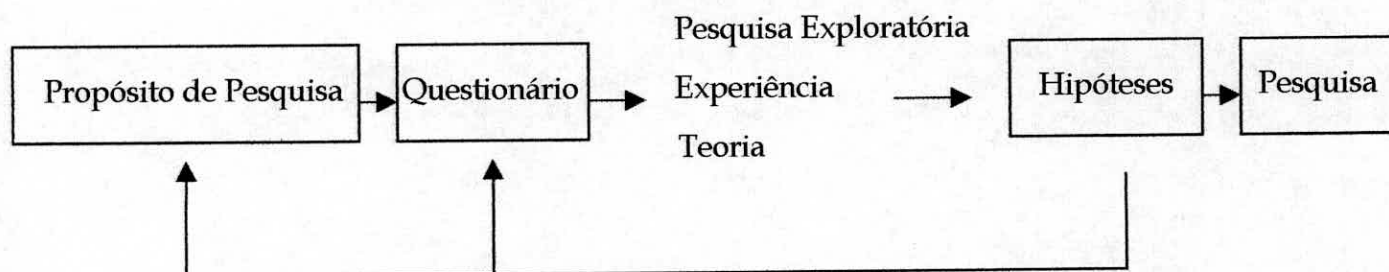 Propósito de Pesquisa
Questionário
Pesquisa Exploratória
Experiência
Teoria
Hipóteses
Pesquisa